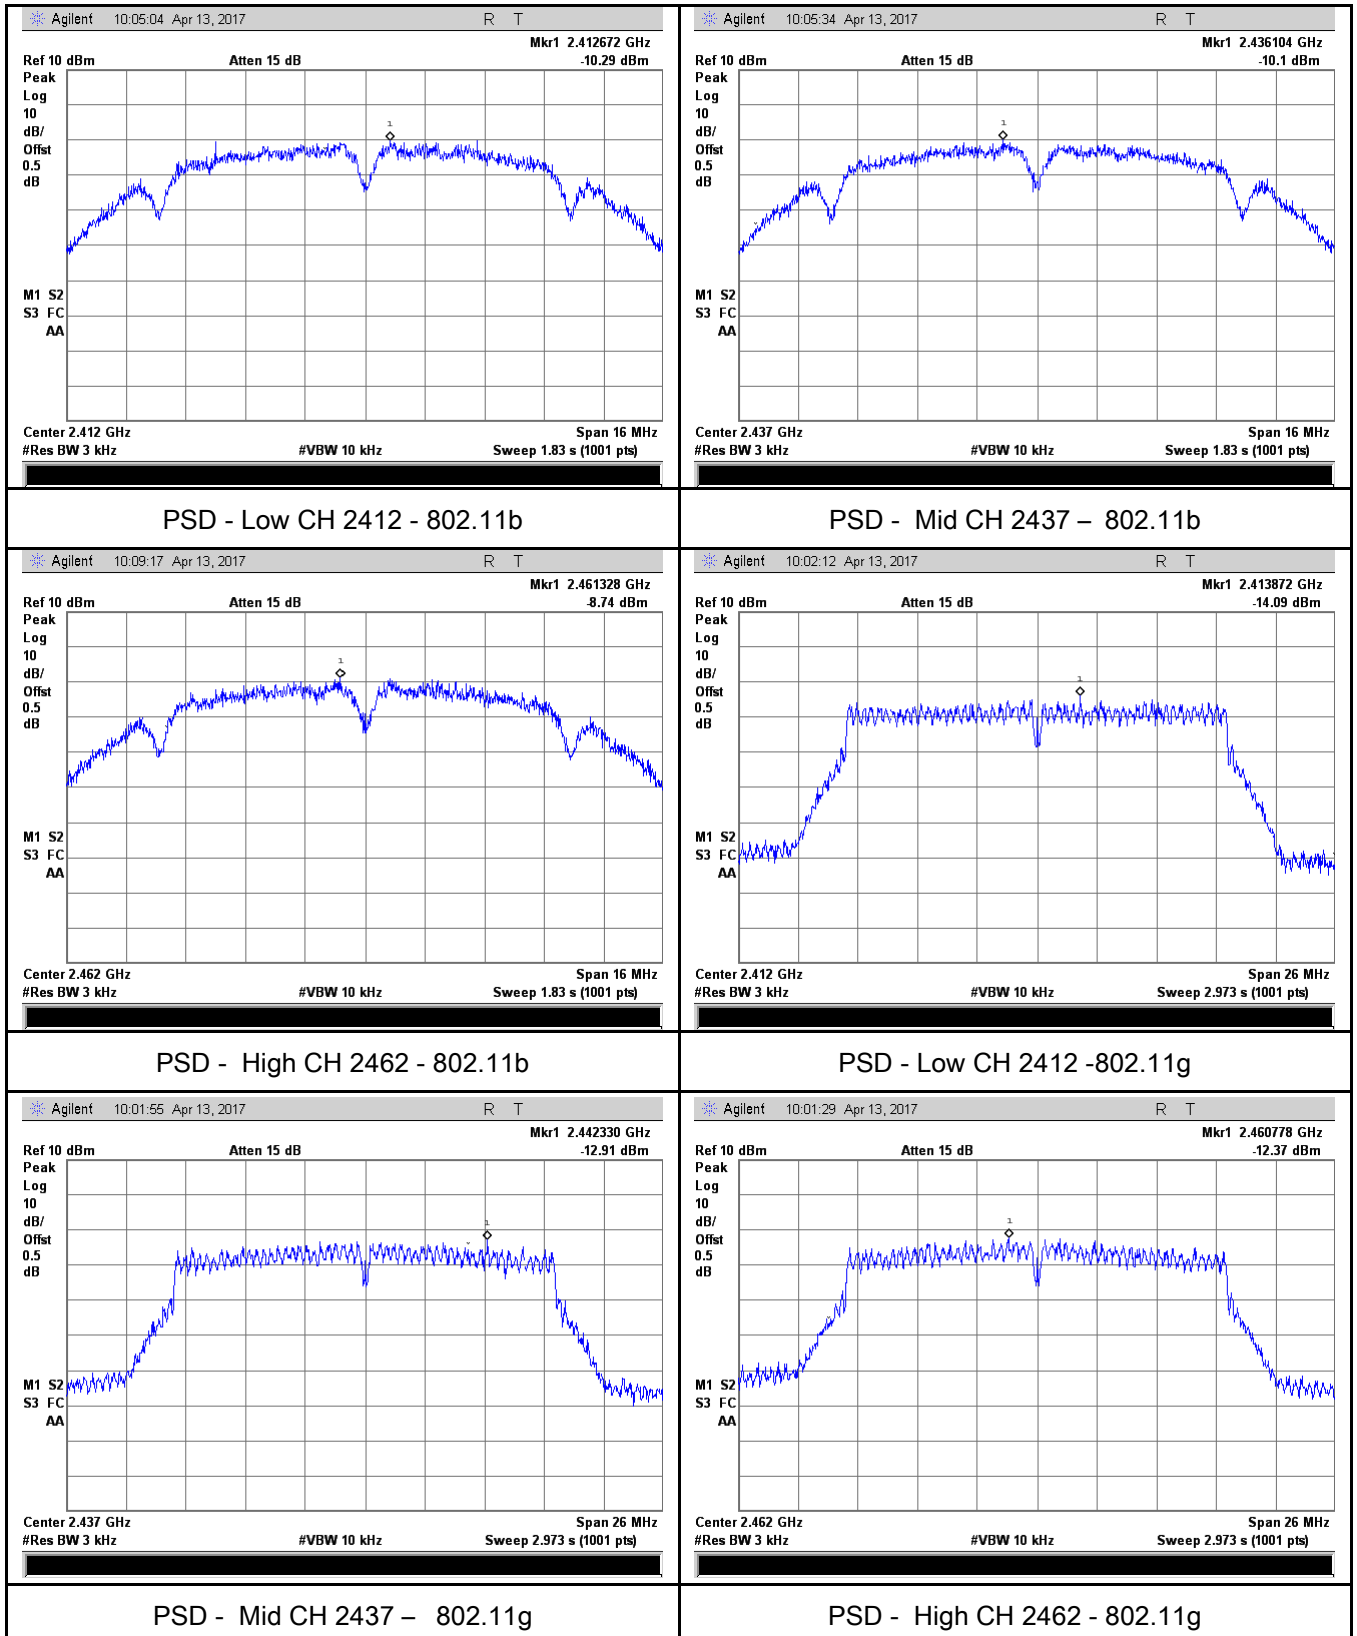 Agilent 10:05:04 Apr 13, 2017 R T
Mkr1 2.412672 GHz
Ref 10 dBm Atten 15 dB -10.29 dBm
Peak
Log
10
dB/
Offst
0.5
dB
1
M1 S2
S3 FC
AA
Center 2.412 GHz Span 16 MHz
#Res BW 3 kHz #VBW 10 kHz Sweep 1.83 s (1001 pts)
PSD - Low CH 2412 - 802.11b
Agilent 10:05:34 Apr 13, 2017 R T
Mkr1 2.436104 GHz
Ref 10 dBm Atten 15 dB -10.1 dBm
Peak
Log
10
dB/
Offst
0.5
dB
1
M1 S2
S3 FC
AA
Center 2.437 GHz Span 16 MHz
#Res BW 3 kHz #VBW 10 kHz Sweep 1.83 s (1001 pts)
PSD - Mid CH 2437 – 802.11b
Agilent 10:09:17 Apr 13, 2017 R T
Mkr1 2.461328 GHz
Ref 10 dBm Atten 15 dB -8.74 dBm
Peak
Log
10
dB/
Offst
0.5
dB
1
M1 S2
S3 FC
AA
Center 2.462 GHz Span 16 MHz
#Res BW 3 kHz #VBW 10 kHz Sweep 1.83 s (1001 pts)
PSD - High CH 2462 - 802.11b
Agilent 10:02:12 Apr 13, 2017 R T
Mkr1 2.413872 GHz
Ref 10 dBm Atten 15 dB -14.09 dBm
Peak
Log
10
dB/
Offst
0.5
dB
1
M1 S2
S3 FC
AA
Center 2.412 GHz Span 26 MHz
#Res BW 3 kHz #VBW 10 kHz Sweep 2.973 s (1001 pts)
PSD - Low CH 2412 -802.11g
Agilent 10:01:55 Apr 13, 2017 R T
Mkr1 2.442330 GHz
Ref 10 dBm Atten 15 dB -12.91 dBm
Peak
Log
10
dB/
Offst
0.5
dB
1
M1 S2
S3 FC
AA
Center 2.437 GHz Span 26 MHz
#Res BW 3 kHz #VBW 10 kHz Sweep 2.973 s (1001 pts)
PSD - Mid CH 2437 – 802.11g
Agilent 10:01:29 Apr 13, 2017 R T
Mkr1 2.460778 GHz
Ref 10 dBm Atten 15 dB -12.37 dBm
Peak
Log
10
dB/
Offst
0.5
dB
1
M1 S2
S3 FC
AA
Center 2.462 GHz Span 26 MHz
#Res BW 3 kHz #VBW 10 kHz Sweep 2.973 s (1001 pts)
PSD - High CH 2462 - 802.11g